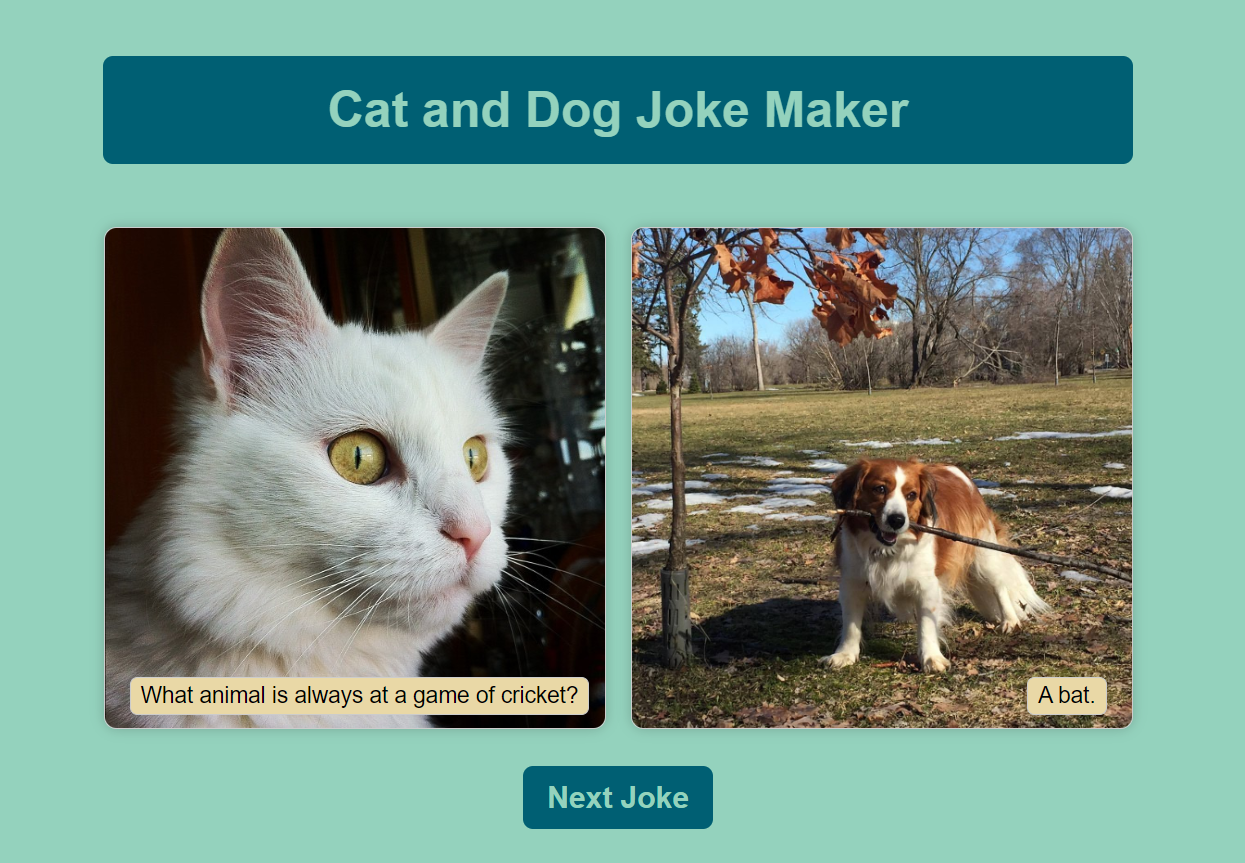 Cat and Dog Joke Maker
What animal is always at a game of cricket?
A bat.
Next Joke